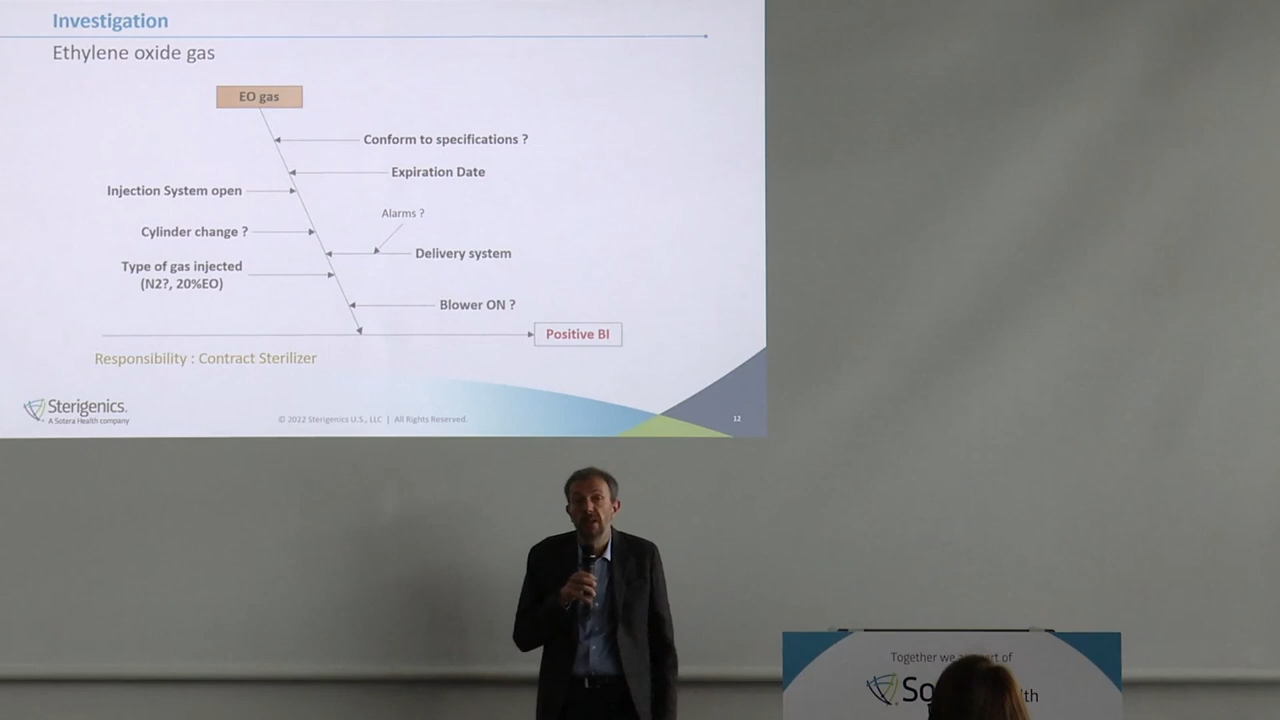 Investigation
Ethylene oxide gas
EO gas
Conform to specifications ?
Expiration Date
Injection System open
Alarms ?
Cylinder change ?
Delivery system
Type of gas injected
(N2?, 20%EO)
Blower ON ?
Positive BI
Responsibility : Contract Sterilizer
Sterigenics.
A Sotera Health company
© 2022 Sterigenics U.S., LLC | All Rights Reserved.
12
Together we of